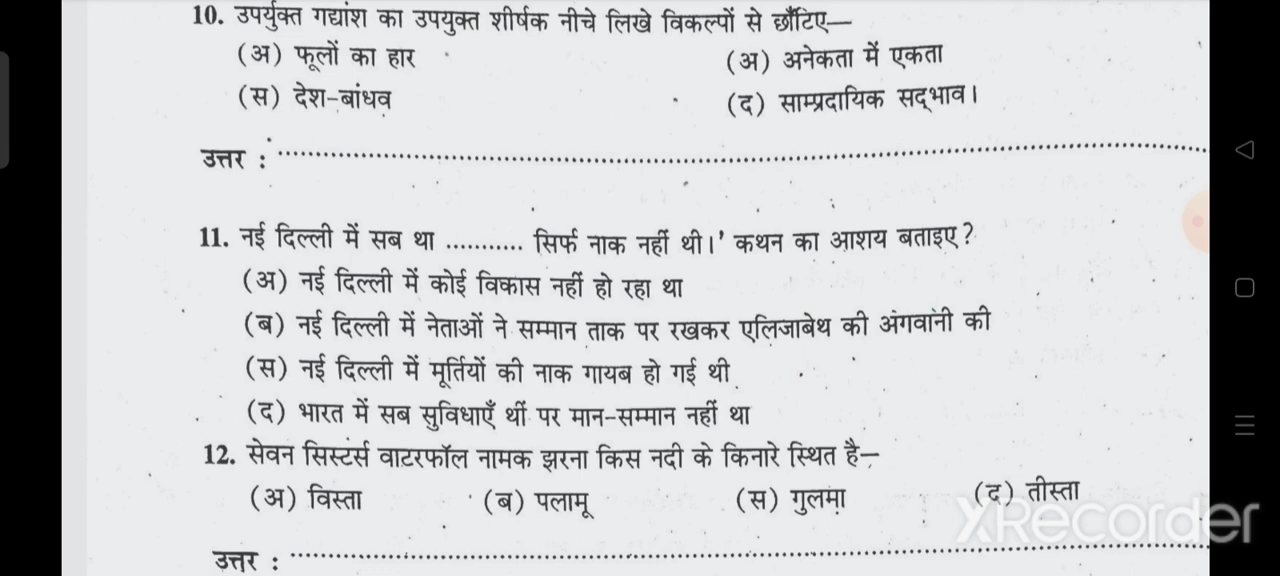 10. उपर्युक्त गद्यांश का उपयुक्त शीर्षक नीचे लिखे विकल्पों से छाँटिए—
(अ) फूलों का हार (अ) अनेकता में एकता
(स) देश-बांधव (द) साम्प्रदायिक सद्भाव।
उत्तर : ........................................
11. नई दिल्ली में सब था ........... सिर्फ नाक नहीं थी।' कथन का आशय बताइए?
(अ) नई दिल्ली में कोई विकास नहीं हो रहा था
(ब) नई दिल्ली में नेताओं ने सम्मान ताक पर रखकर एलिजाबेथ की अंगवानी की
(स) नई दिल्ली में मूर्तियों की नाक गायब हो गई थी
(द) भारत में सब सुविधाएँ थीं पर मान-सम्मान नहीं था
12. सेवन सिस्टर्स वाटरफॉल नामक झरना किस नदी के किनारे स्थित है—
(अ) विस्ता (ब) पलामू (स) गुलमा (द) तीस्ता
XRecorder
उत्तर : ........................................